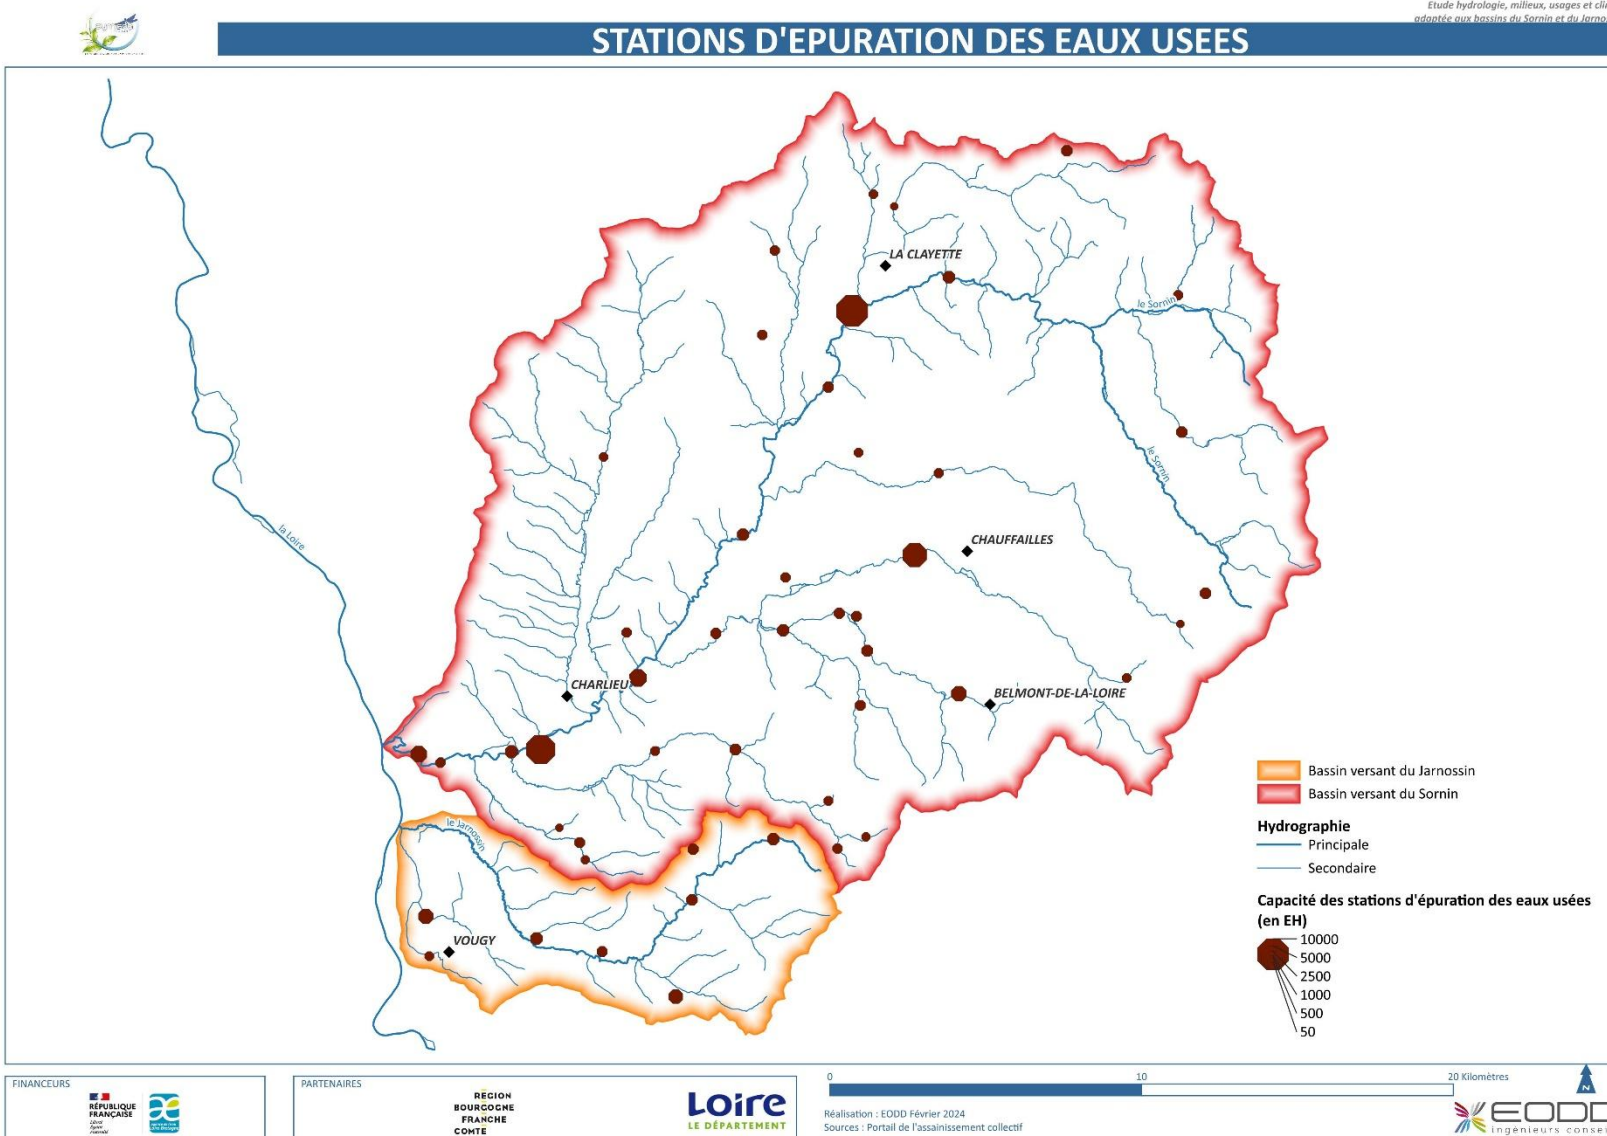 Etude hydrologie, milieux, usages et cli
adaptée aux bassins du Sornin et du Jarno
STATIONS D'EPURATION DES EAUX USEES
LA CLAYETTE
le Sornin
le Sornin
la Loire
CHAUFFAILLES
CHARLIEU
BELMONT-DE-LA-LOIRE
le Jarnossin
VOUGY
Bassin versant du Jarnossin
Bassin versant du Sornin
Hydrographie
Principale
Secondaire
Capacité des stations d'épuration des eaux usées
(en EH)
10000
5000
2500
1000
500
50
FINANCEURS
RÉPUBLIQUE
FRANÇAISE
Liberté
Égalité
Fraternité
PARTENAIRES
RÉGION
BOURGOGNE
FRANCHE
COMTE
Loire
LE DÉPARTEMENT
0 10 20 Kilomètres
Réalisation : EODD Février 2024
Sources : Portail de l'assainissement collectif
N
EODD
ingénieurs conse